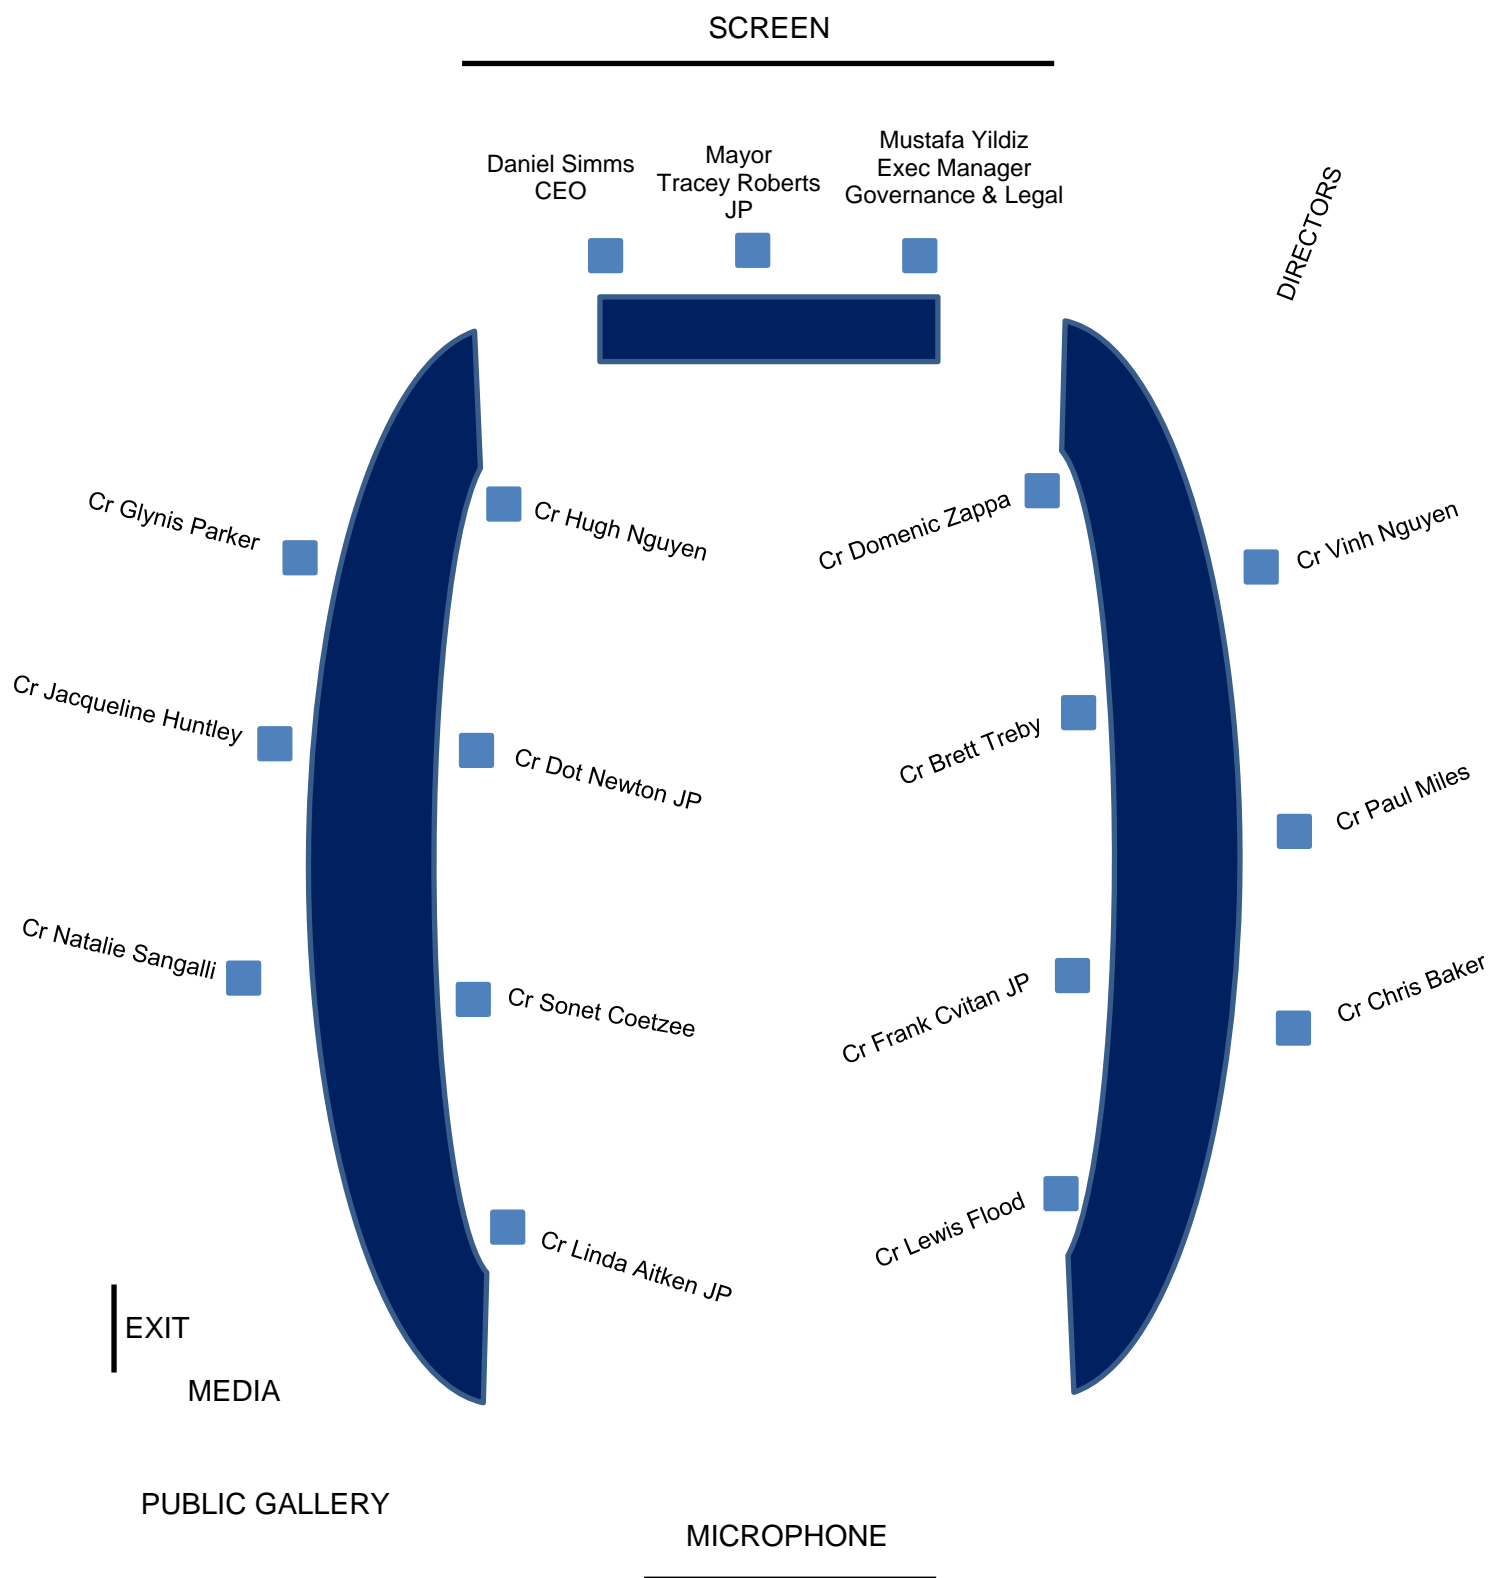 SCREEN
Daniel Simms
CEO
Mayor
Tracey Roberts
JP
Mustafa Yildiz
Exec Manager
Governance & Legal
DIRECTORS
Cr Glynis Parker
Cr Hugh Nguyen
Cr Domenic Zappa
Cr Vinh Nguyen
Cr Jacqueline Huntley
Cr Dot Newton JP
Cr Brett Treby
Cr Paul Miles
Cr Natalie Sangalli
Cr Sonet Coetzee
Cr Frank Cvitan JP
Cr Chris Baker
Cr Linda Aitken JP
Cr Lewis Flood
EXIT
MEDIA
PUBLIC GALLERY
MICROPHONE